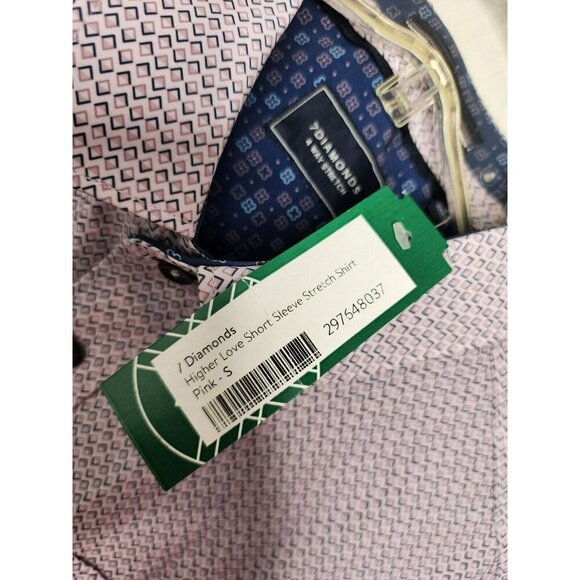 7DIAMONDS
4 WAY STRETCH
7 Diamonds
Higher Love Short Sleeve Stretch Shirt
Pink - S
297648037